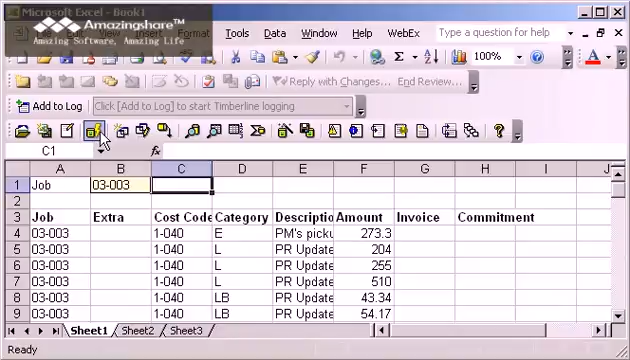 Microsoft Excel - Book1
Amazingshare™
Amazing Software, Amazing Life
Tools Data Window Help WebEx Type a question for help
Σ 100% A
Reply with Changes... End Review...
Add to Log Click [Add to Log] to start Timberline logging
C1 fx
A B C D E F G H I J
1 Job 03-003
2
3 Job Extra Cost Code Category Descriptio Amount Invoice Commitment
4 03-003 1-040 E PM's picku 273.3
5 03-003 1-040 L PR Update 204
6 03-003 1-040 L PR Update 255
7 03-003 1-040 L PR Update 510
8 03-003 1-040 LB PR Update 43.34
9 03-003 1-040 LB PR Update 54.17
Sheet1 Sheet2 Sheet3
Ready